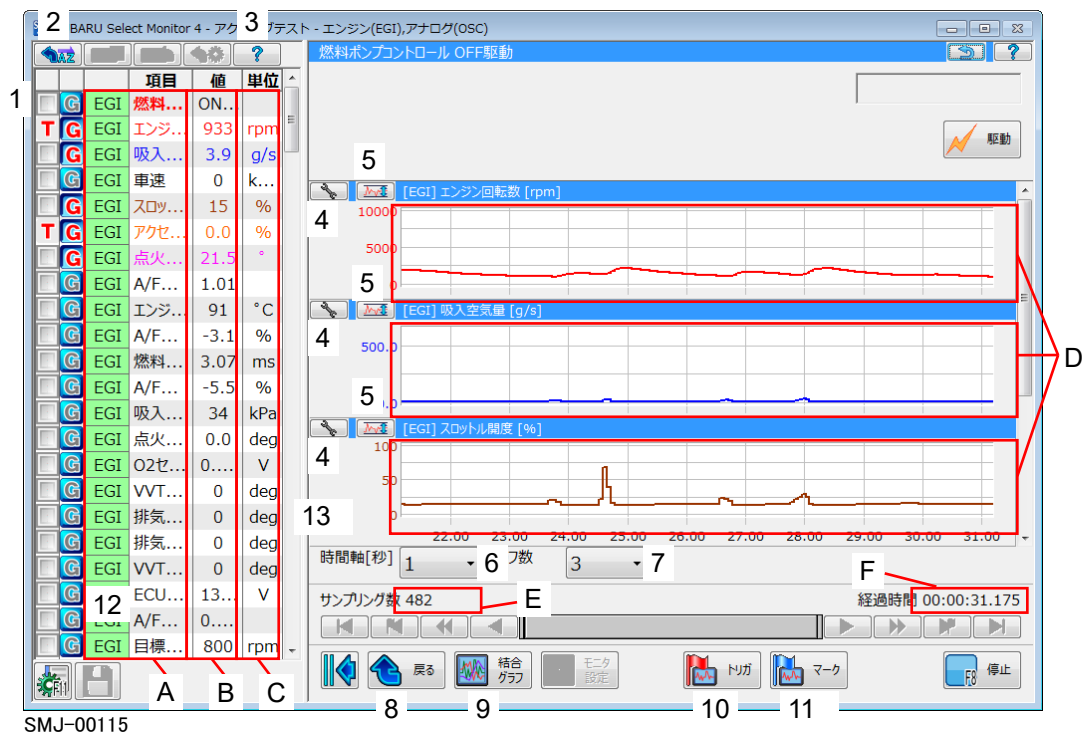 BARU Select Monitor 4 - アク ブテスト - エンジン(EGI),アナログ(OSC)
2 3
AZ ?
燃料ポンプコントロール OFF駆動 ?
項目 値 単位
1
G EGI 燃料... ON..
T G EGI エンジ... 933 rpm
G EGI 吸入... 3.9 g/s
G EGI 車速 0 k...
G EGI スロッ... 15 %
T G EGI アクセ... 0.0 %
G EGI 点火... 21.5 °
G EGI A/F... 1.01
G EGI エンジ... 91 °C
G EGI A/F... -3.1 %
G EGI 燃料... 3.07 ms
G EGI A/F... -5.5 %
G EGI 吸入... 34 kPa
G EGI 点火... 0.0 deg
G EGI O2セ... 0.... V
G EGI VVT... 0 deg
G EGI 排気... 0 deg
G EGI 排気... 0 deg
G EGI VVT... 0 deg
G EGI ECU... 13... V
G EGI A/F... 0....
G EGI 目標... 800 rpm
12
F11
A B C
駆動
5
[EGI] エンジン回転数 [rpm]
4
10000
5000
0
5
[EGI] 吸入空気量 [g/s]
4
500.0
.0
5
[EGI] スロットル開度 [%]
4
100
50
0
D
13
22.00 23.00 24.00 25.00 26.00 27.00 28.00 29.00 30.00 31.00
時間軸[秒] 1 6 フ数 3 7
サンプリング数 482 E
F
経過時間 00:00:31.175
戻る 結合グラフ モニタ設定 トリガ マーク F8 停止
8 9 10 11
SMJ-00115